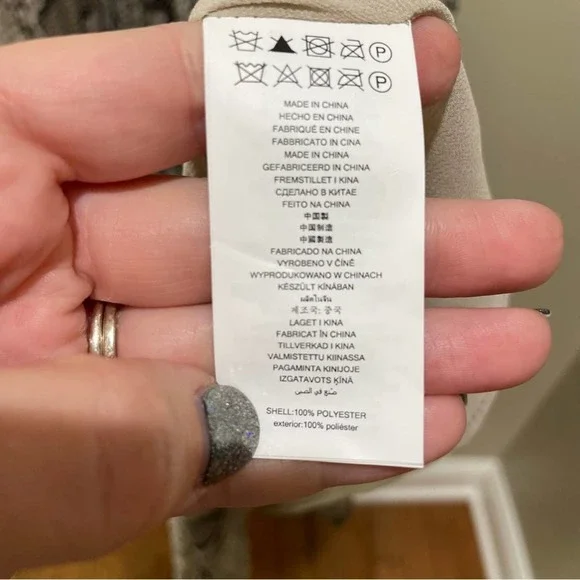 P
P
MADE IN CHINA
HECHO EN CHINA
FABRIQUÉ EN CHINE
FABBRICATO IN CINA
MADE IN CHINA
GEFABRICEERD IN CHINA
FREMSTILLET I KINA
СДЕЛАНО В КИТАЕ
FEITO NA CHINA
中国製
中国制造
中國製造
FABRICADO NA CHINA
VYROBENO V ČÍNĚ
WYPRODUKOWANO W CHINACH
KÉSZÜLT KÍNÁBAN
ผลิตในจีน
제조국: 중국
LAGET I KINA
FABRICAT ÎN CHINA
TILLVERKAD I KINA
VALMISTETTU KIINASSA
PAGAMINTA KINIJOJE
IZGATAVOTS ĶĪNĀ
صنع في الصين
SHELL:100% POLYESTER
exterior:100% poliéster